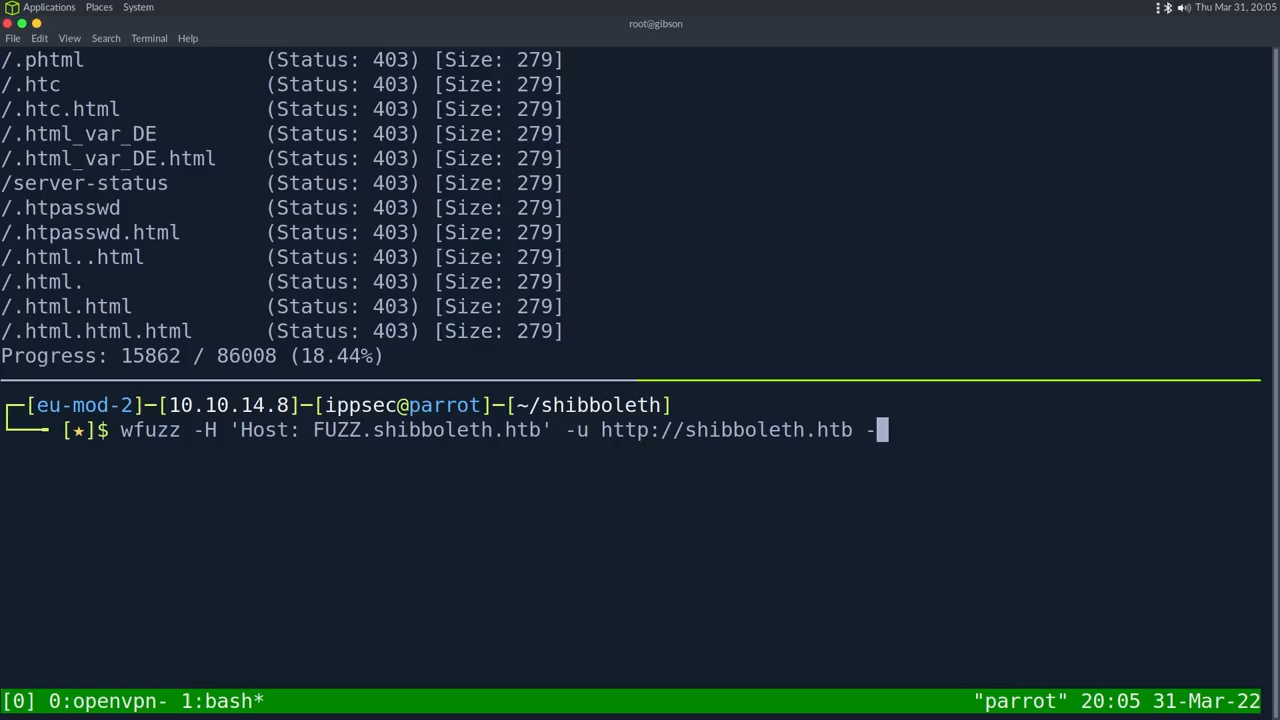 Applications Places System Thu Mar 31, 20:05
root@gibson
File Edit View Search Terminal Help
/.phtml (Status: 403) [Size: 279]
/.htc (Status: 403) [Size: 279]
/.htc.html (Status: 403) [Size: 279]
/.html_var_DE (Status: 403) [Size: 279]
/.html_var_DE.html (Status: 403) [Size: 279]
/server-status (Status: 403) [Size: 279]
/.htpasswd (Status: 403) [Size: 279]
/.htpasswd.html (Status: 403) [Size: 279]
/.html..html (Status: 403) [Size: 279]
/.html. (Status: 403) [Size: 279]
/.html.html (Status: 403) [Size: 279]
/.html.html.html (Status: 403) [Size: 279]
Progress: 15862 / 86008 (18.44%)
┌─[eu-mod-2]─[10.10.14.8]─[ippsec@parrot]─[~/shibboleth]
└──╼ [★]$ wfuzz -H 'Host: FUZZ.shibboleth.htb' -u http://shibboleth.htb -
[0] 0:openvpn- 1:bash* "parrot" 20:05 31-Mar-22